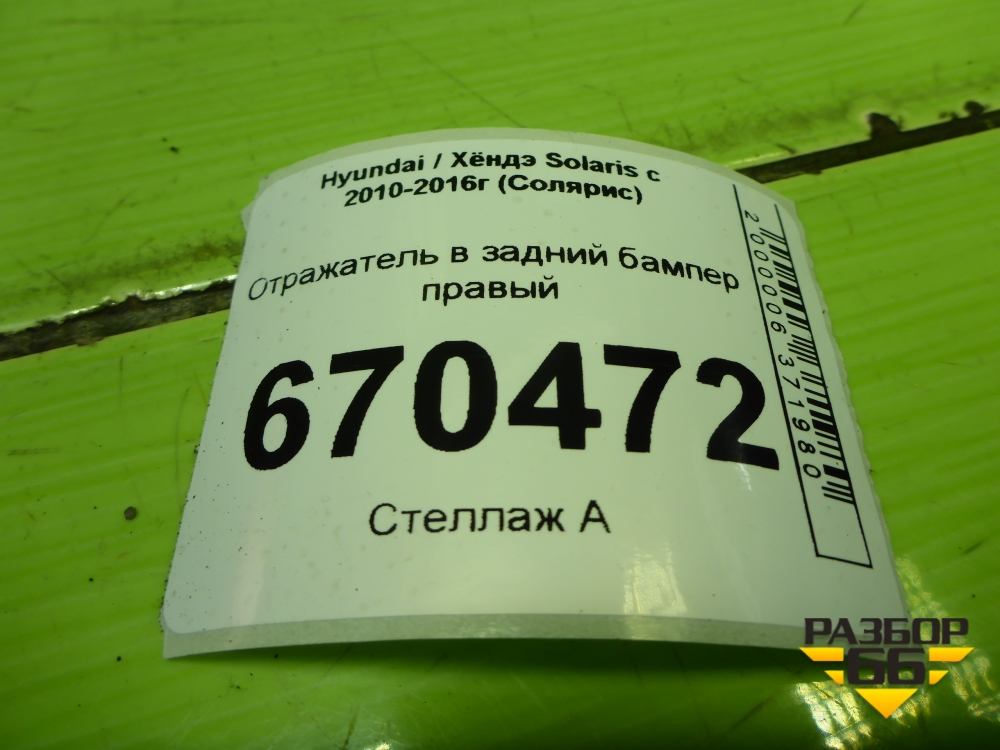 Hyundai / Хёндэ Solaris с
2010-2016г (Солярис)
Отражатель в задний бампер
правый
670472
Стеллаж А
2000006371980
РАЗБОР
66